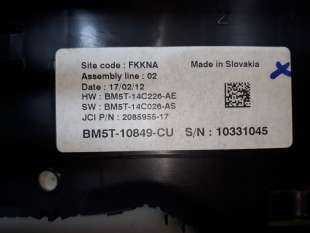 Site code : FKKNA Made in Slovakia
Assembly line : 02
Date : 17/02/12
HW : BM5T-14C226-AE
SW : BM5T-14C026-AS
JCI P/N : 2085955-17
BM5T-10849-CU S/N : 10331045